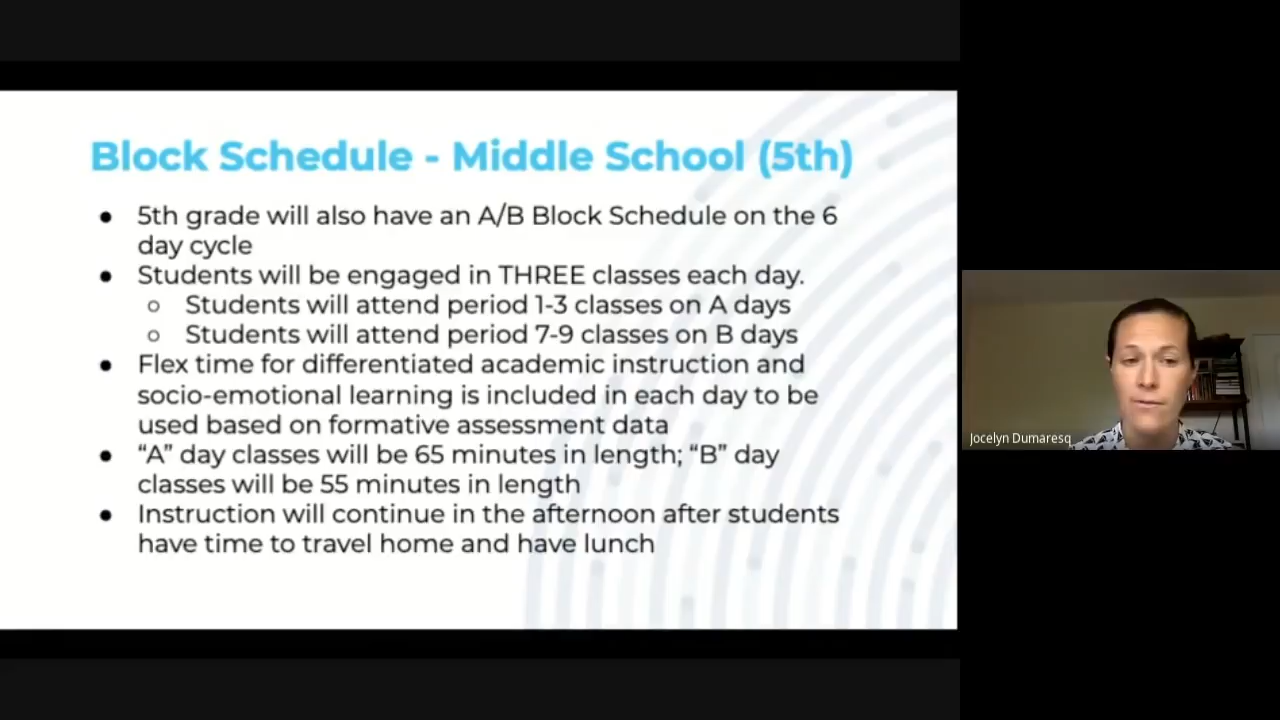 Block Schedule - Middle School (5th)
● 5th grade will also have an A/B Block Schedule on the 6
day cycle
● Students will be engaged in THREE classes each day.
○ Students will attend period 1-3 classes on A days
○ Students will attend period 7-9 classes on B days
● Flex time for differentiated academic instruction and
socio-emotional learning is included in each day to be
used based on formative assessment data
● “A” day classes will be 65 minutes in length; “B” day
classes will be 55 minutes in length
● Instruction will continue in the afternoon after students
have time to travel home and have lunch
Jocelyn Dumaresq